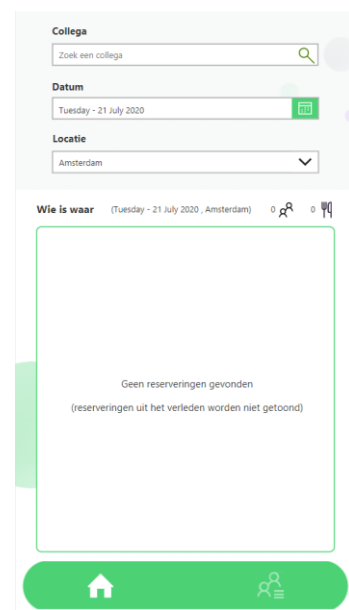 Collega
Zoek een collega
Datum
Tuesday - 21 July 2020
Locatie
Amsterdam
Wie is waar (Tuesday - 21 July 2020 , Amsterdam) 0 0
Geen reserveringen gevonden
(reserveringen uit het verleden worden niet getoond)